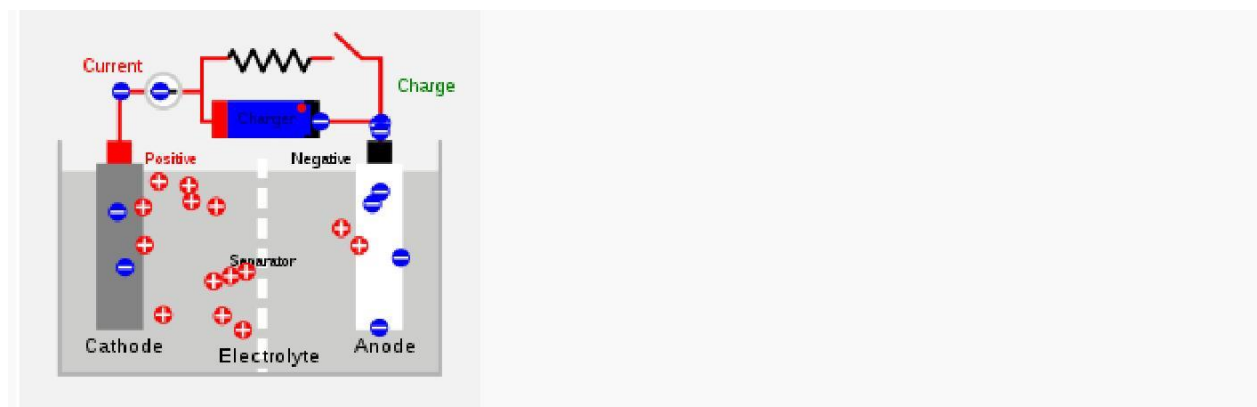 Current
Charge
Charger
Positive
Negative
Separator
Cathode
Electrolyte
Anode